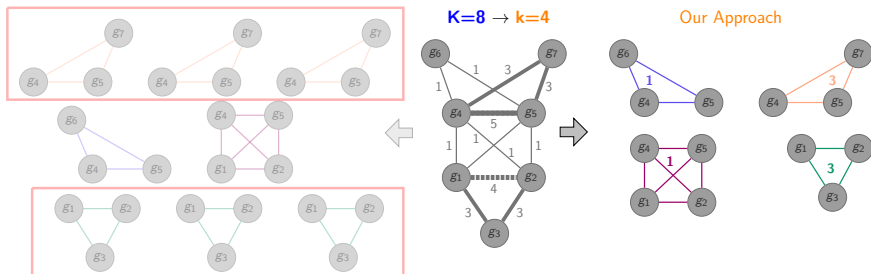 K=8 → k=4
Our Approach
g7 g7 g7
g4 g5 g4 g5 g4 g5
g6
g4 g5
g4 g5
g1 g2
g1 g2 g1 g2 g1 g2
g3 g3 g3
g6 g7
1 1 3 3
g4 5 g5
1 1 1 1
g1 4 g2
3 3
g3
g6
1
g4 g5
g7
3
g4 g5
g4 g5
1
g1 g2
g1 g2
3
g3